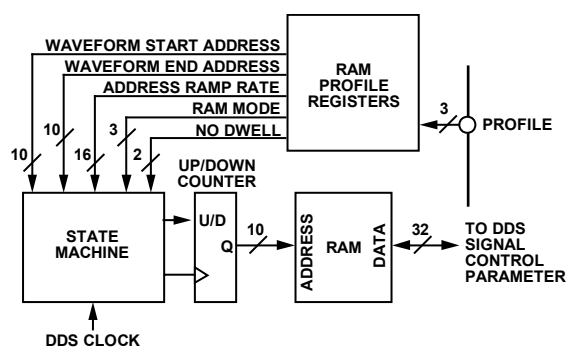 WAVEFORM START ADDRESS
WAVEFORM END ADDRESS
ADDRESS RAMP RATE
RAM MODE
NO DWELL
RAM
PROFILE
REGISTERS
3
PROFILE
10
10
16
3
2
UP/DOWN
COUNTER
STATE
MACHINE
U/D
Q
10
ADDRESS
RAM
DATA
32
TO DDS
SIGNAL
CONTROL
PARAMETER
DDS CLOCK